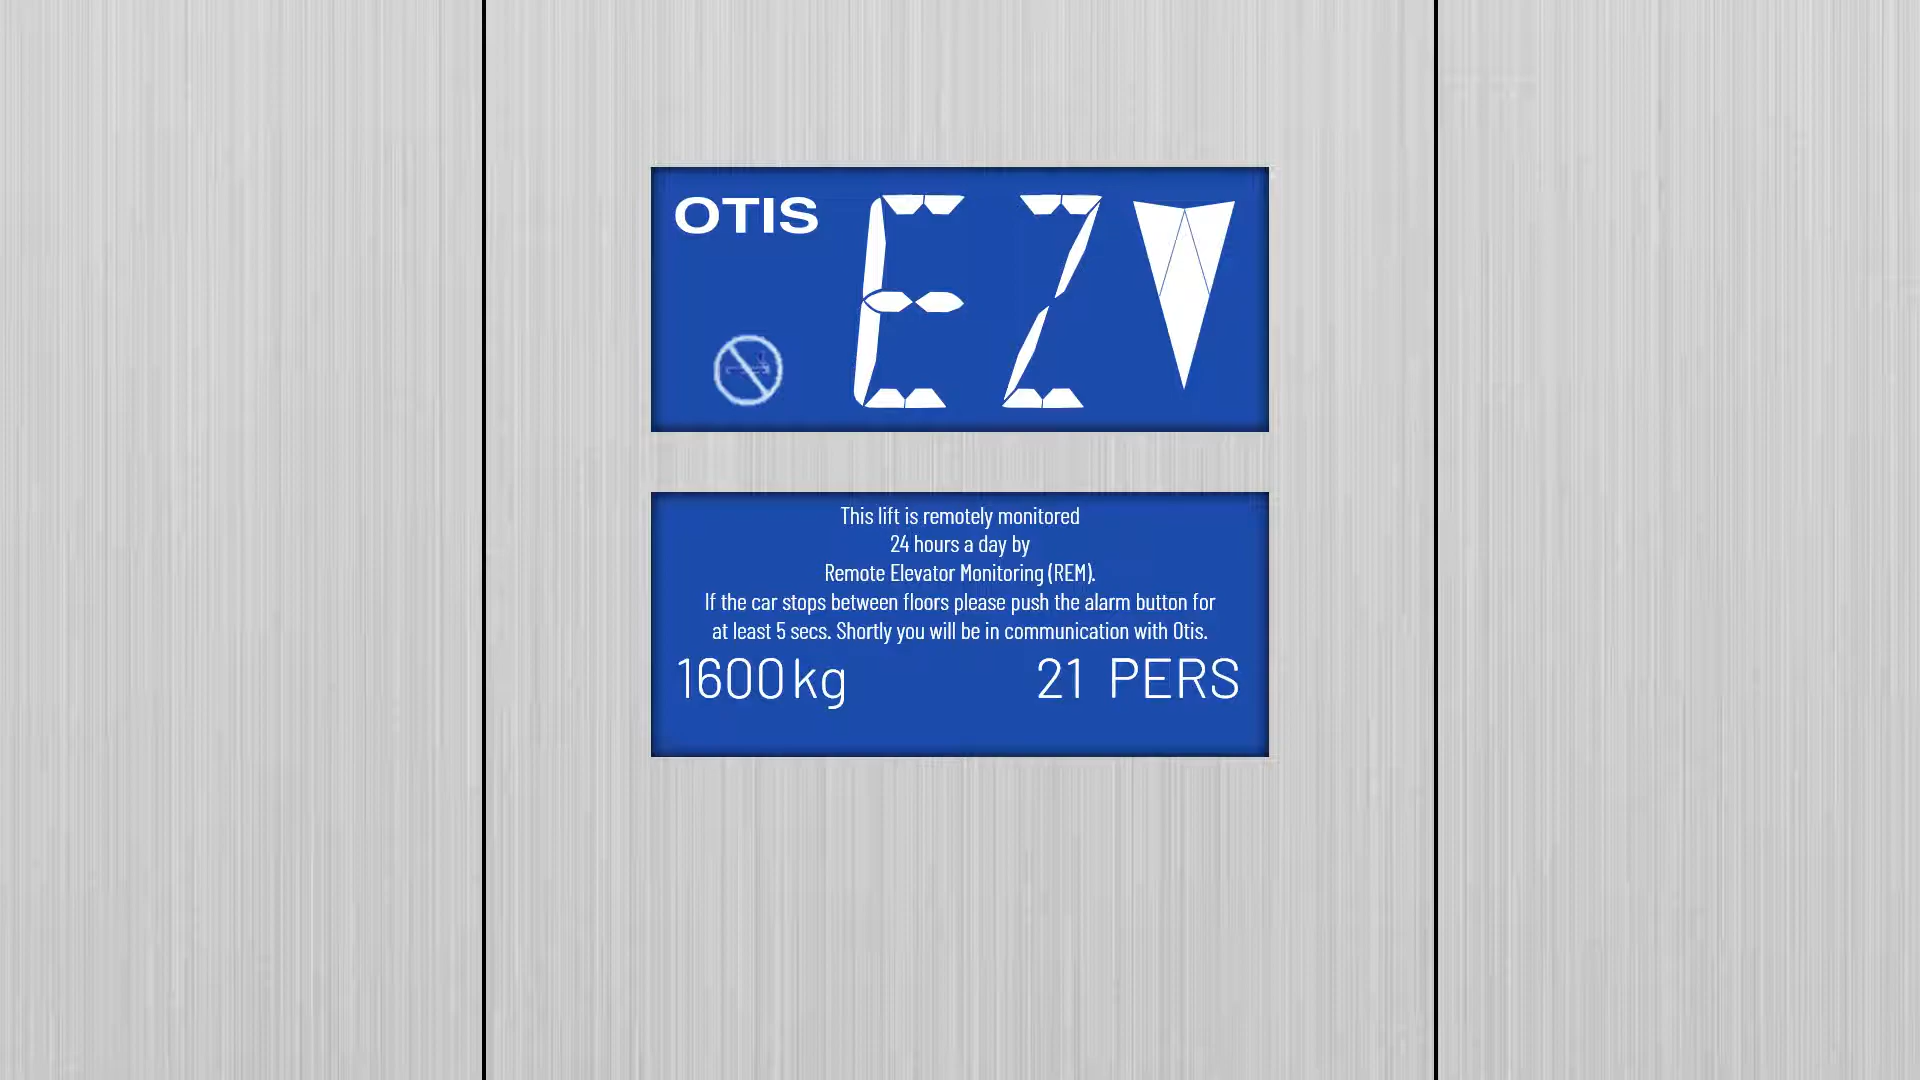 OTIS
EZ
This lift is remotely monitored
24 hours a day by
Remote Elevator Monitoring (REM).
If the car stops between floors please push the alarm button for
at least 5 secs. Shortly you will be in communication with Otis.
1600 kg 21 PERS